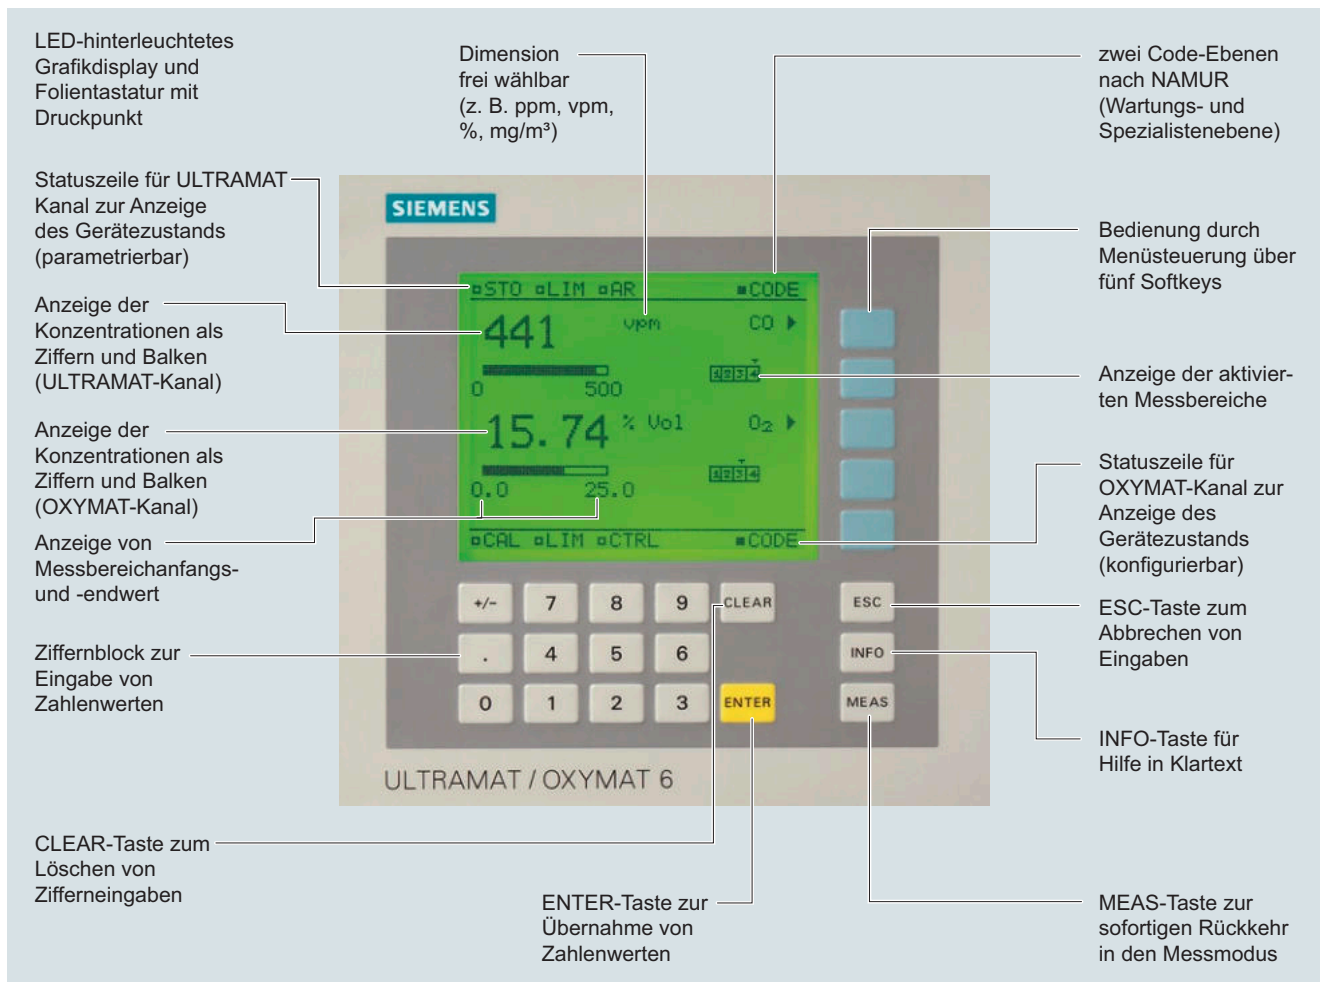 LED-hinterleuchtetes
Grafikdisplay und
Folientastatur mit
Druckpunkt
Dimension
frei wählbar
(z. B. ppm, vpm,
%, mg/m³)
zwei Code-Ebenen
nach NAMUR
(Wartungs- und
Spezialistenebene)
Statuszeile für ULTRAMAT
Kanal zur Anzeige
des Gerätezustands
(parametrierbar)
Anzeige der
Konzentrationen als
Ziffern und Balken
(ULTRAMAT-Kanal)
Anzeige der
Konzentrationen als
Ziffern und Balken
(OXYMAT-Kanal)
Anzeige von
Messbereichanfangs-
und -endwert
Ziffernblock zur
Eingabe von
Zahlenwerten
CLEAR-Taste zum
Löschen von
Zifferneingaben
SIEMENS
STO LIM AR CODE
441 vpm CO
0 500
1 2 3 4
15.74 % Vol O₂
0.0 25.0
1 2 3 4
CAL LIM CTRL CODE
+/- 7 8 9 CLEAR ESC
. 4 5 6 INFO
0 1 2 3 ENTER MEAS
ULTRAMAT / OXYMAT 6
Bedienung durch
Menüsteuerung über
fünf Softkeys
Anzeige der aktivier-
ten Messbereiche
Statuszeile für
OXYMAT-Kanal zur
Anzeige des
Gerätezustands
(konfigurierbar)
ESC-Taste zum
Abbrechen von
Eingaben
INFO-Taste für
Hilfe in Klartext
ENTER-Taste zur
Übernahme von
Zahlenwerten
MEAS-Taste zur
sofortigen Rückkehr
in den Messmodus